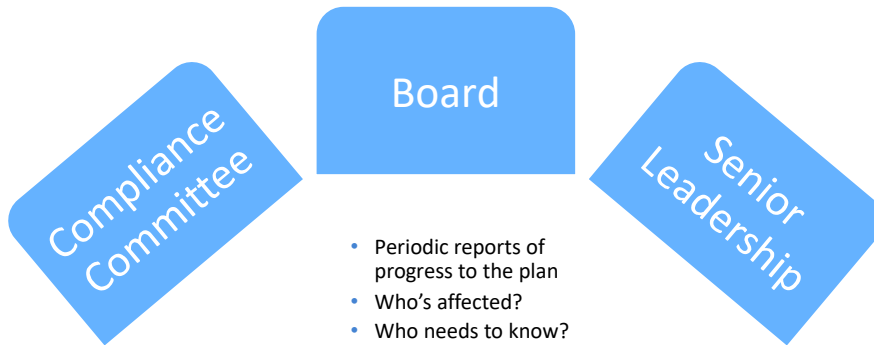 Compliance
Committee
Board
Senior
Leadership
• Periodic reports of
progress to the plan
• Who’s affected?
• Who needs to know?